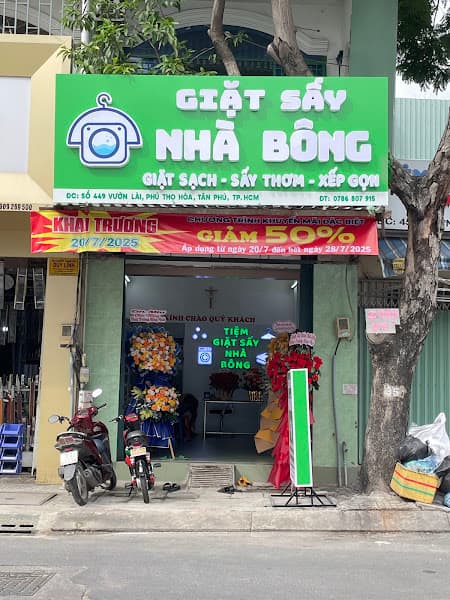 GIẶT SẤY
NHÀ BÔNG
GIẶT SẠCH - SẤY THƠM - XẾP GỌN
ĐC: SỐ 449 VƯỜN LÀI, PHÚ THỌ HÒA, TÂN PHÚ, TP.HCM
ĐT: 0786 807 915
KHAI TRƯƠNG
20/7/2025
CHƯƠNG TRÌNH KHUYẾN MÃI ĐẶC BIỆT
GIẢM 50%
Áp dụng từ ngày 20/7 đến hết ngày 28/7/2025
KÍNH CHÀO QUÝ KHÁCH
TIỆM
GIẶT SẤY
NHÀ
BÔNG